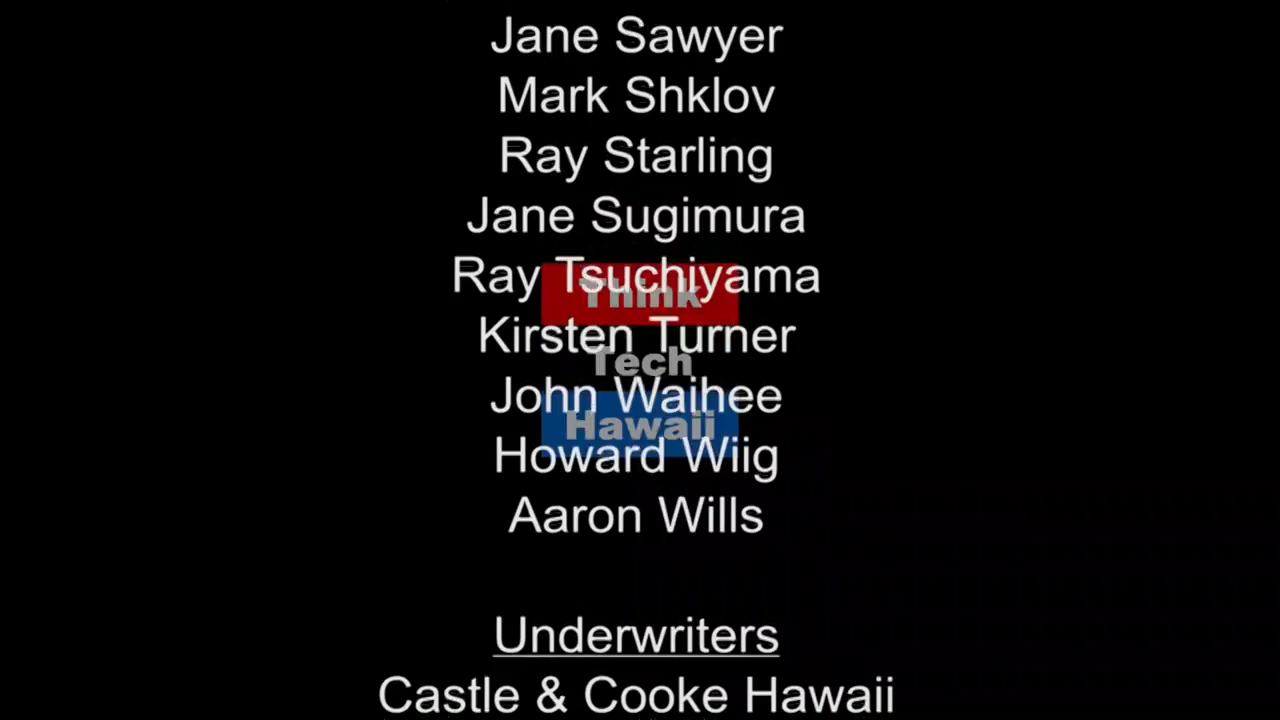 Jane Sawyer
Mark Shklov
Ray Starling
Jane Sugimura
Ray Tsuchiyama
Think
Kirsten Turner
Tech
John Waihee
Hawaii
Howard Wiig
Aaron Wills
Underwriters
Castle & Cooke Hawaii